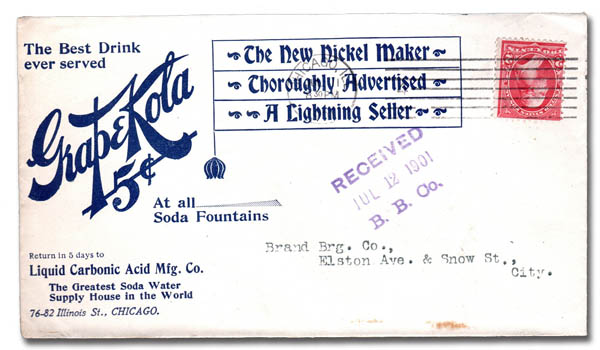 The Best Drink
ever served
Grape Kola
5¢
At all
Soda Fountains
The New Nickel Maker
Thoroughly Advertised
A Lightning Seller
CHICAGO, ILL
RECEIVED
JUL 12 1901
B. B. Co.
Brand Brg. Co.,
Elston Ave. & Snow St.,
City.
Return in 5 days to
Liquid Carbonic Acid Mfg. Co.
The Greatest Soda Water
Supply House in the World
76-82 Illinois St., CHICAGO.